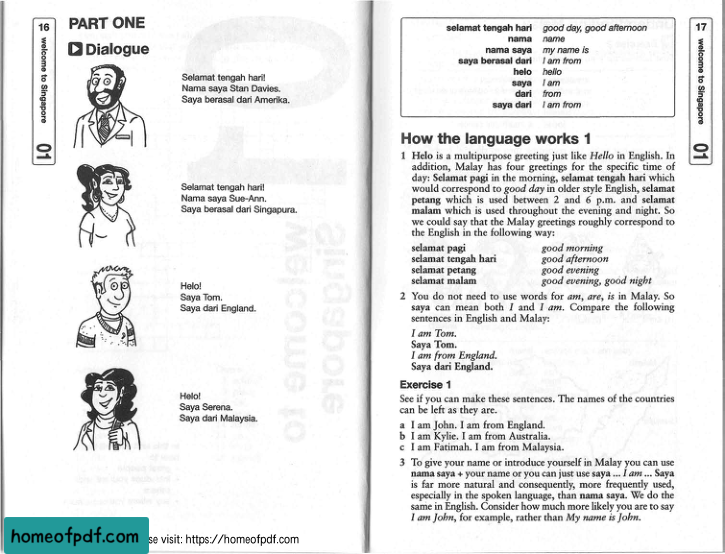 16
welcome to Singapore
01
PART ONE
Dialogue
Selamat tengah hari!
Nama saya Stan Davies.
Saya berasal dari Amerika.
Selamat tengah hari!
Nama saya Sue-Ann.
Saya berasal dari Singapura.
Helo!
Saya Tom.
Saya dari England.
Helo!
Saya Serena.
Saya dari Malaysia.
homeofpdf.com
se visit: https://homeofpdf.com
selamat tengah hari good day, good afternoon
nama name
nama saya my name is
saya berasal dari I am from
helo hello
saya I am
dari from
saya dari I am from
17
welcome to Singapore
01
How the language works 1
1 Helo is a multipurpose greeting just like Hello in English. In
addition, Malay has four greetings for the specific time of
day: Selamat pagi in the morning, selamat tengah hari which
would correspond to good day in older style English, selamat
petang which is used between 2 and 6 p.m. and selamat
malam which is used throughout the evening and night. So
we could say that the Malay greetings roughly correspond to
the English in the following way:
selamat pagi good morning
selamat tengah hari good afternoon
selamat petang good evening
selamat malam good evening, good night
2 You do not need to use words for am, are, is in Malay. So
saya can mean both I and I am. Compare the following
sentences in English and Malay:
I am Tom.
Saya Tom.
I am from England.
Saya dari England.
Exercise 1
See if you can make these sentences. The names of the countries
can be left as they are.
a I am John. I am from England.
b I am Kylie. I am from Australia.
c I am Fatimah. I am from Malaysia.
3 To give your name or introduce yourself in Malay you can use
nama saya + your name or you can just use saya ... I am ... Saya
is far more natural and consequently, more frequently used,
especially in the spoken language, than nama saya. We do the
same in English. Consider how much more likely you are to say
I am John, for example, rather than My name is John.